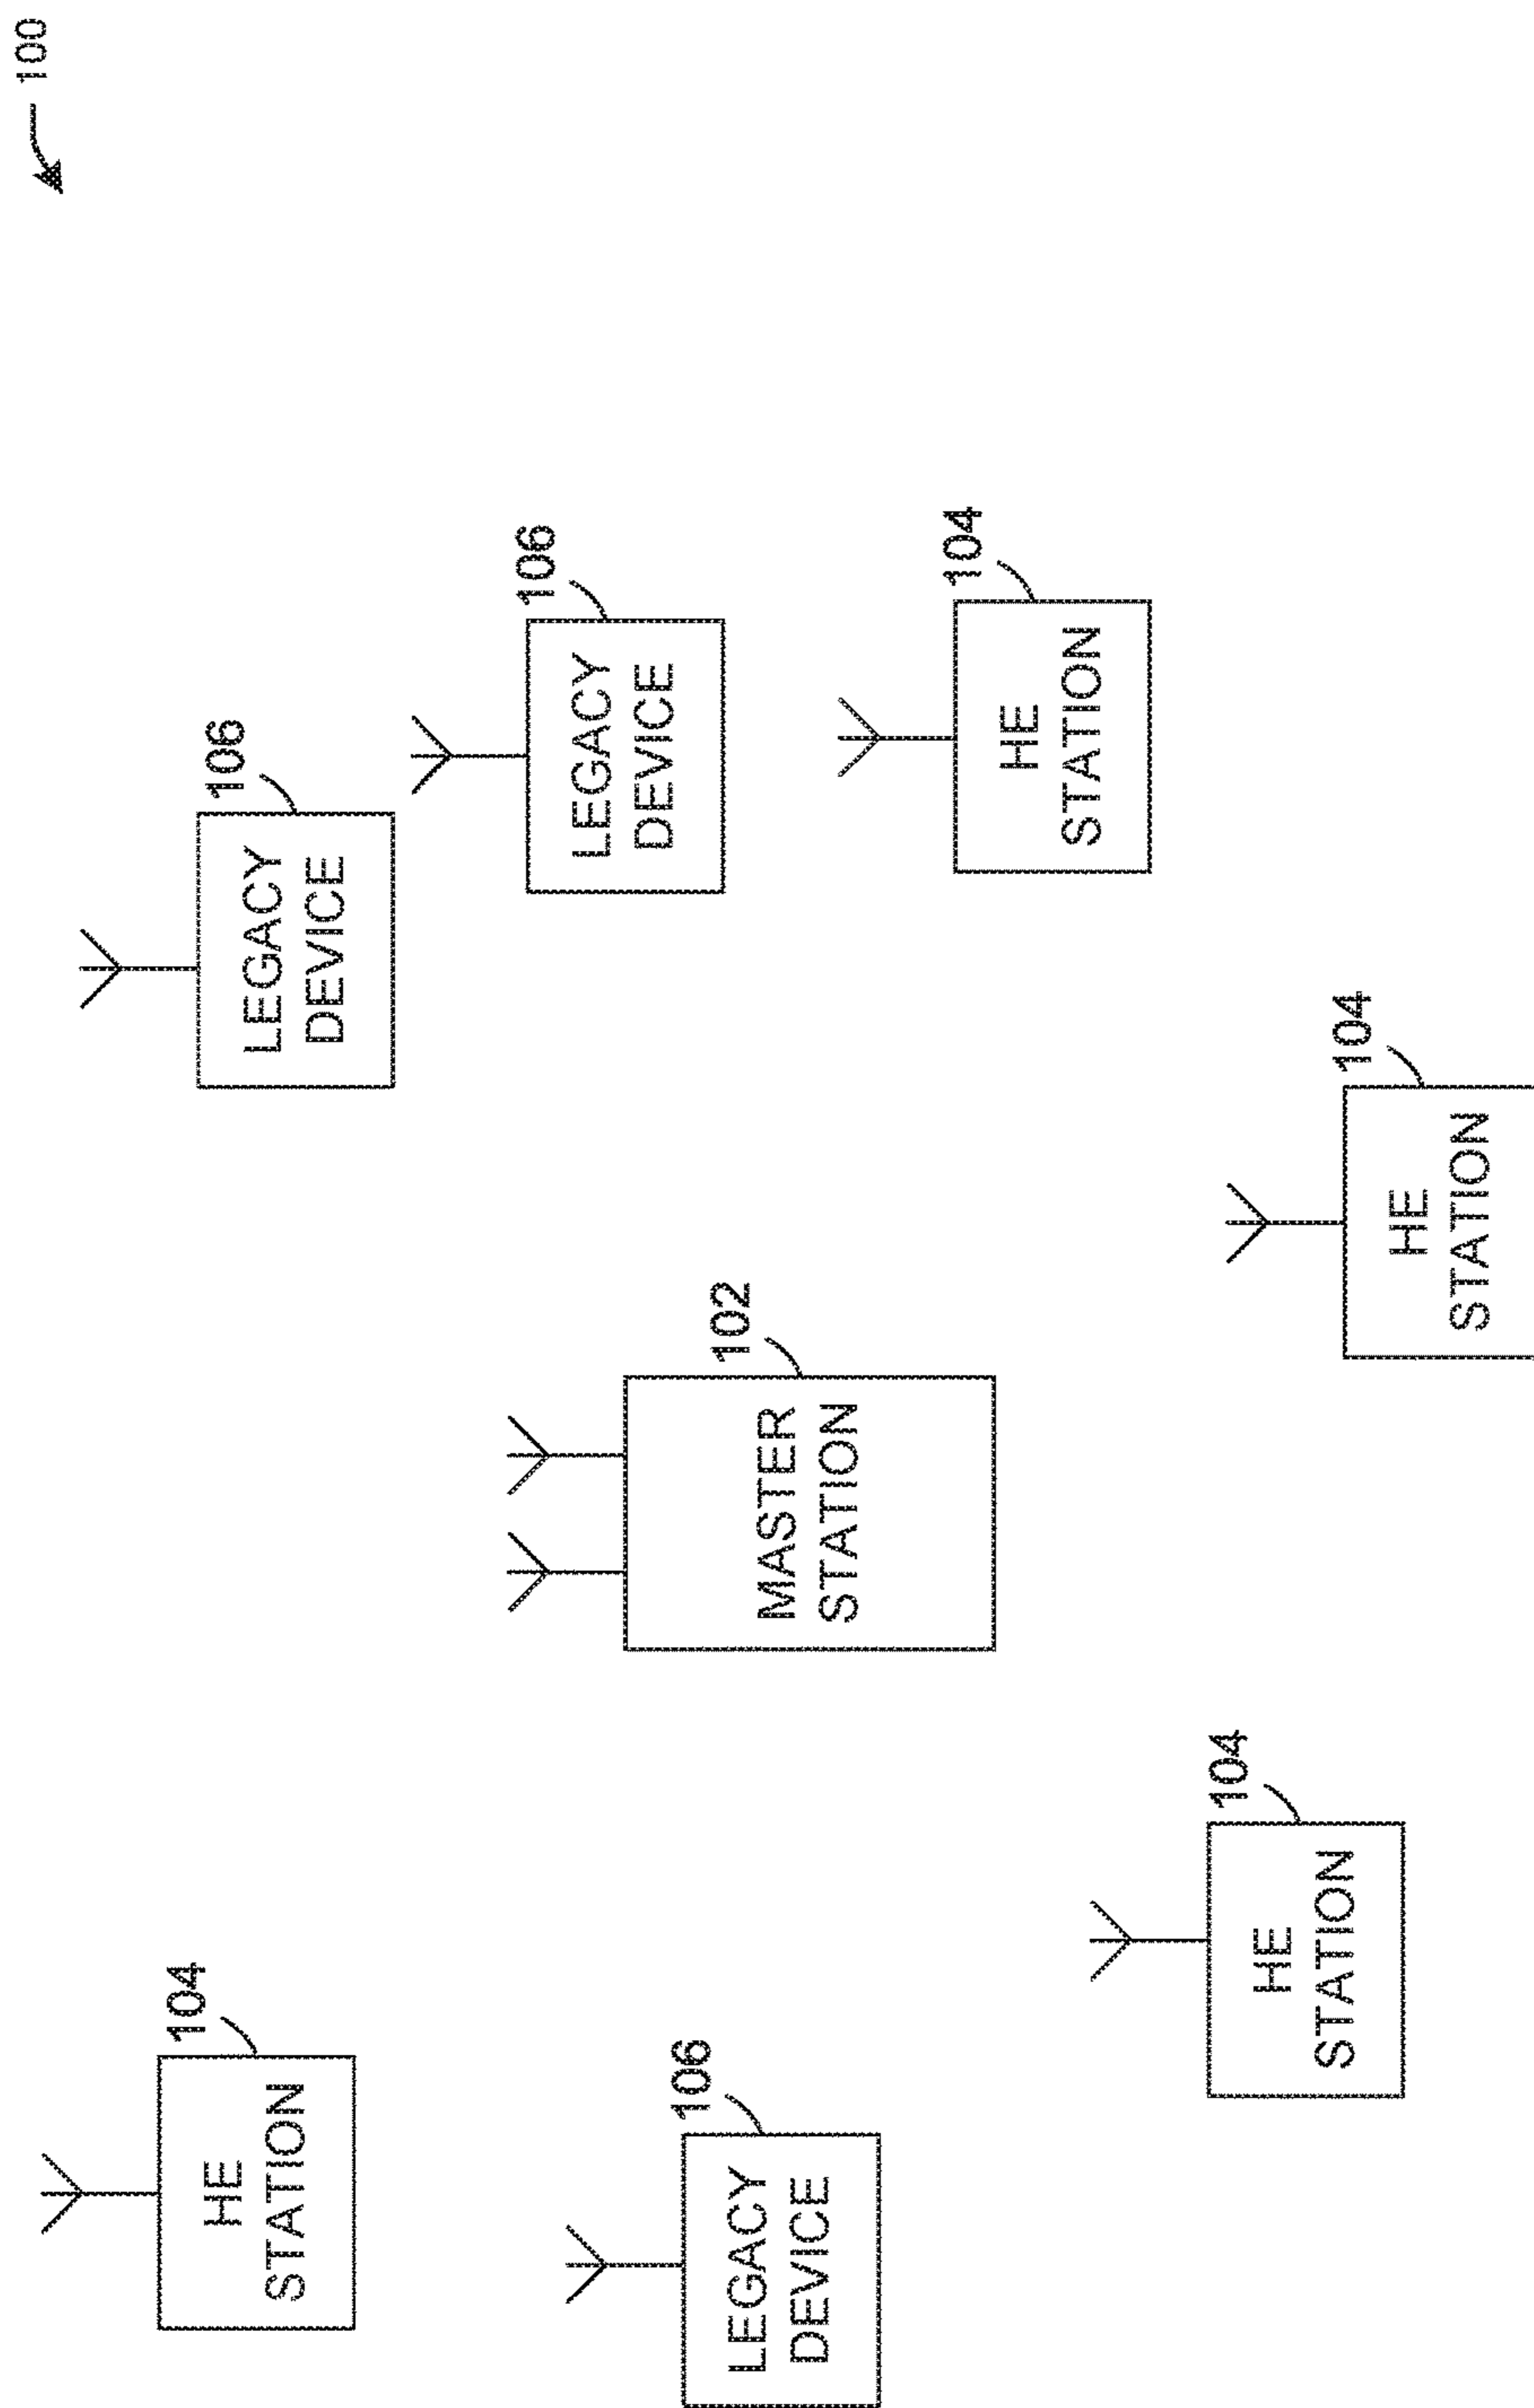 100
104
HE
STATION
106
LEGACY
DEVICE
106
LEGACY
DEVICE
102
MASTER
STATION
106
LEGACY
DEVICE
104
HE
STATION
104
HE
STATION
104
HE
STATION